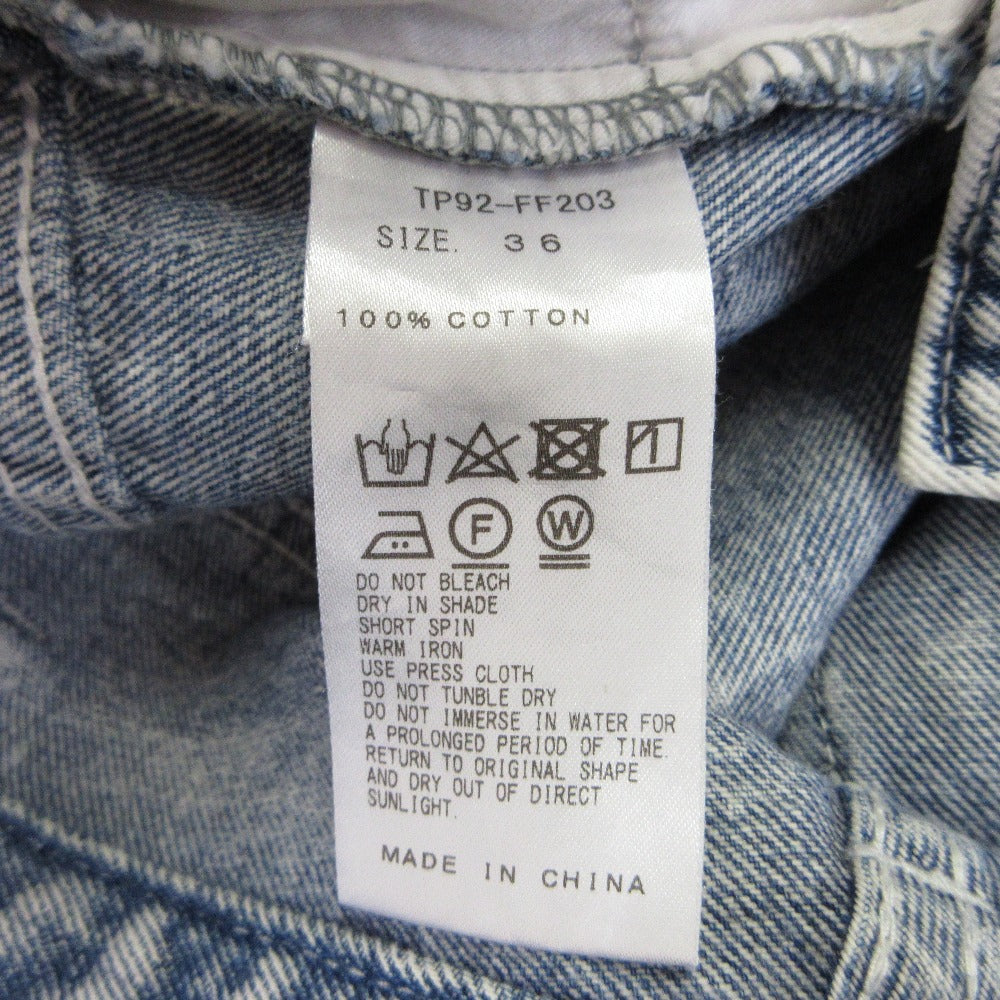 TP92-FF203
SIZE. 36
100% COTTON
F W
DO NOT BLEACH
DRY IN SHADE
SHORT SPIN
WARM IRON
USE PRESS CLOTH
DO NOT TUNBLE DRY
DO NOT IMMERSE IN WATER FOR
A PROLONGED PERIOD OF TIME.
RETURN TO ORIGINAL SHAPE
AND DRY OUT OF DIRECT
SUNLIGHT.
MADE IN CHINA